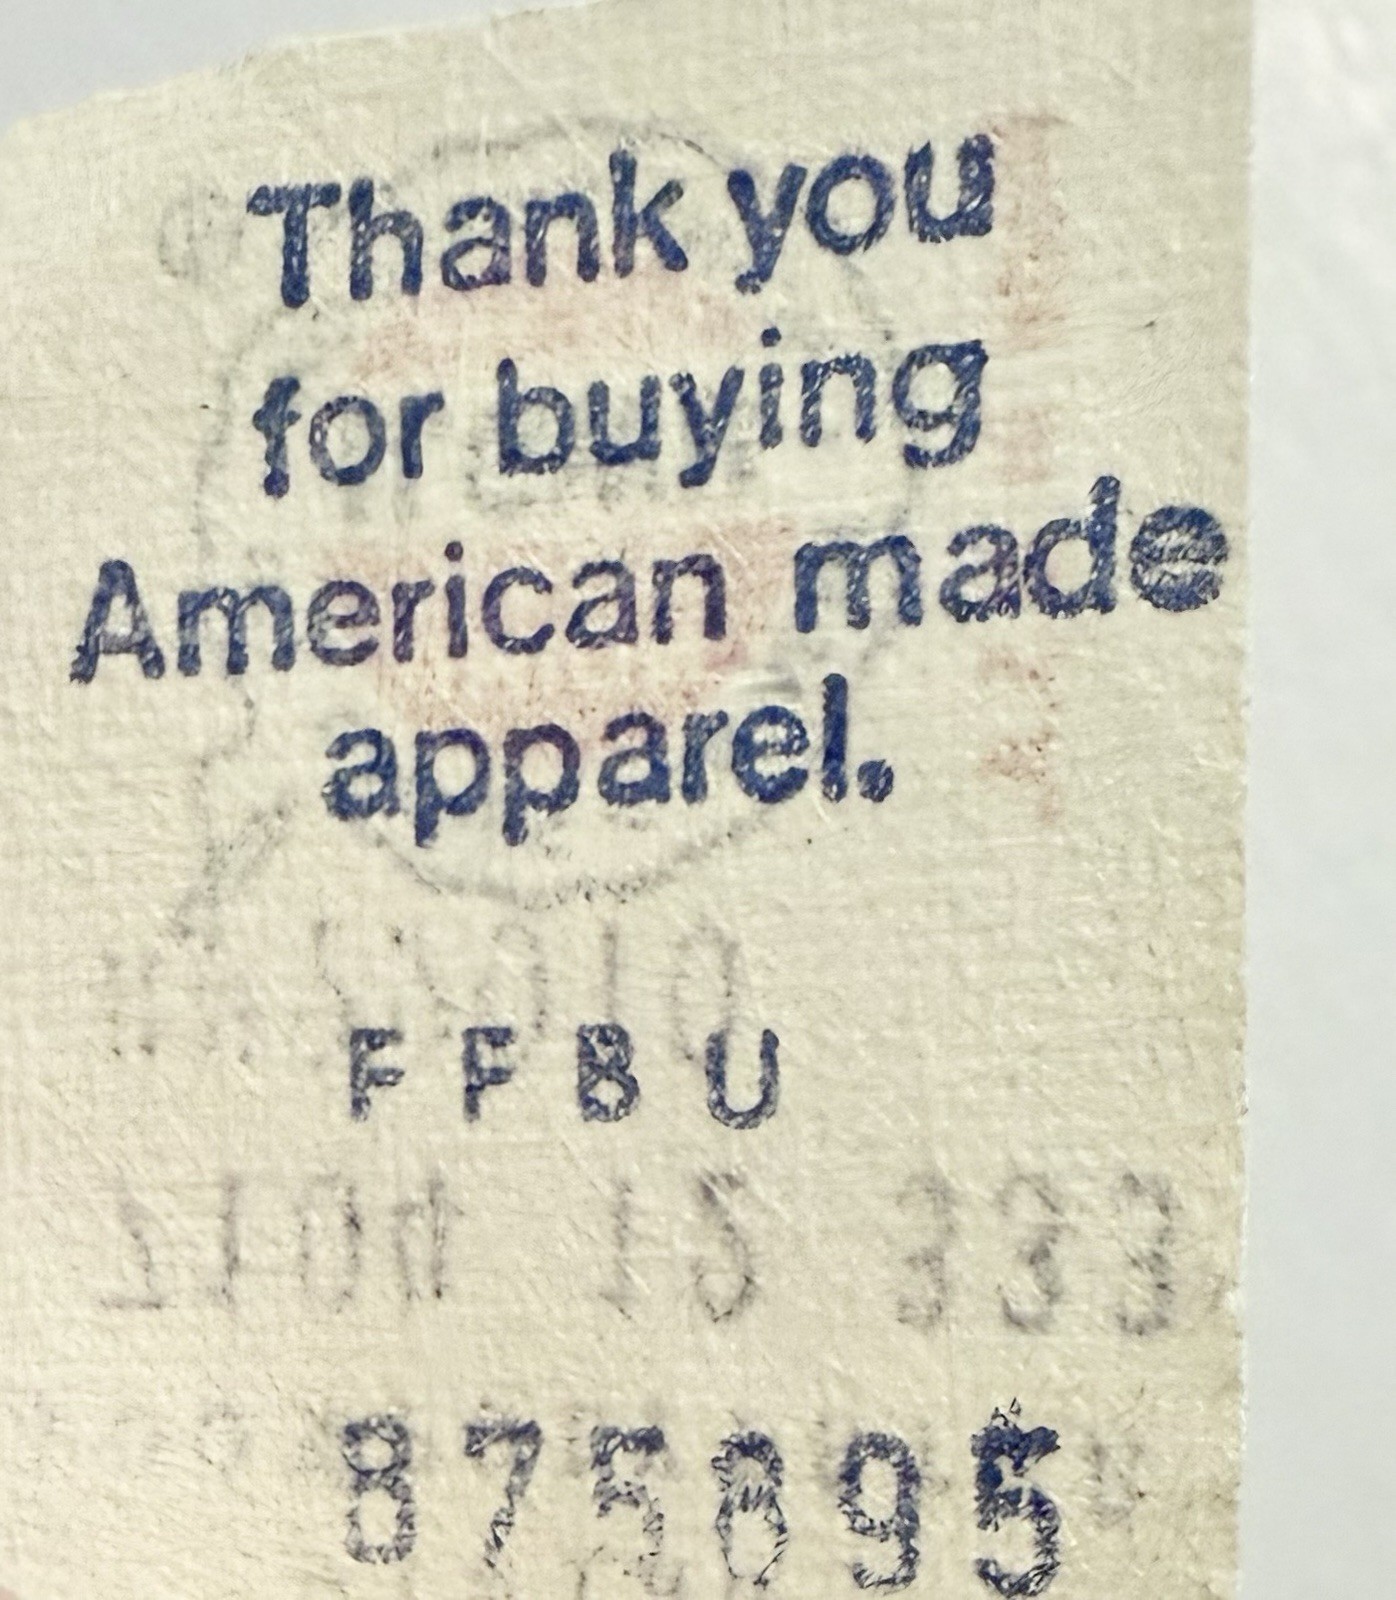 Thank you
for buying
American made
apparel.
FFBU
875895